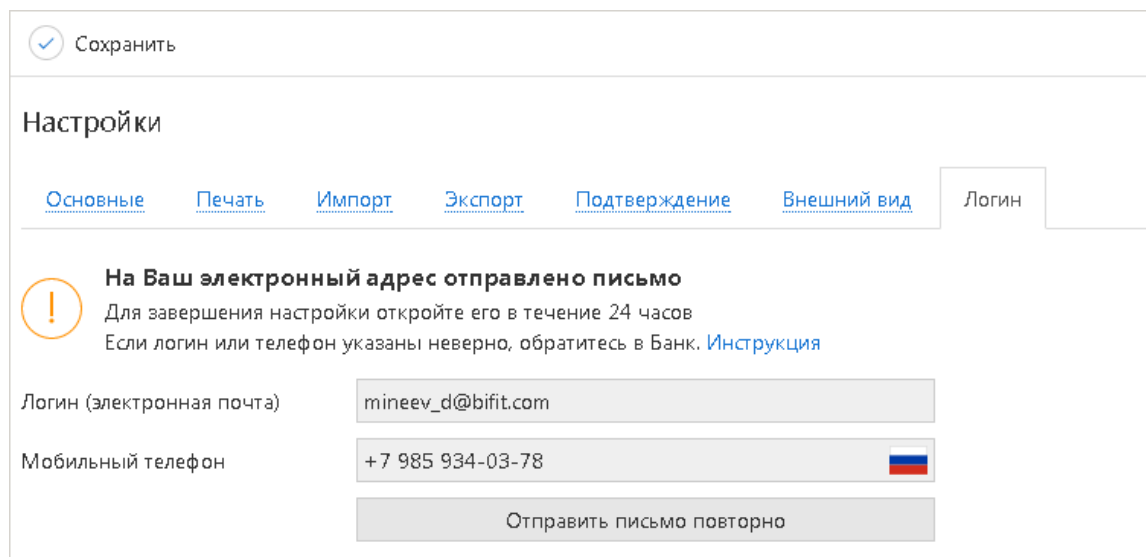 Сохранить
Настройки
Основные Печать Импорт Экспорт Подтверждение Внешний вид Логин
На Ваш электронный адрес отправлено письмо
Для завершения настройки откройте его в течение 24 часов
Если логин или телефон указаны неверно, обратитесь в Банк. Инструкция
Логин (электронная почта) mineev_d@bifit.com
Мобильный телефон +7 985 934-03-78
Отправить письмо повторно